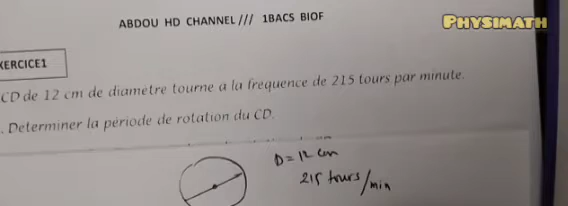 ABDOU HD CHANNEL /// 1BACS BIOF
PHYSIMATH
XERCICE1
CD de 12 cm de diamètre tourne à la fréquence de 215 tours par minute.
. Déterminer la période de rotation du CD.
D = 12 cm
215 tours/min